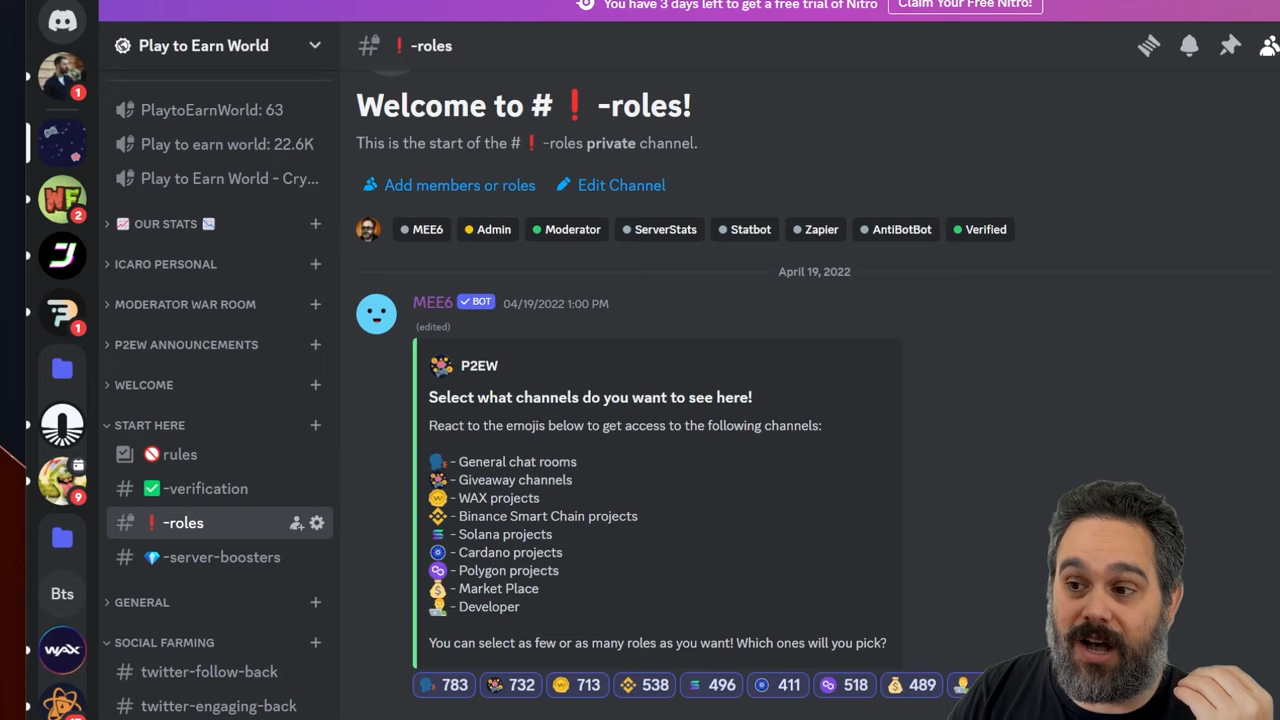 You have 3 days left to get a free trial of Nitro
Claim Your Free Nitro!
Play to Earn World
❗-roles
PlaytoEarnWorld: 63
Play to earn world: 22.6K
Play to Earn World - Cry...
📈 OUR STATS 📉
ICARO PERSONAL
MODERATOR WAR ROOM
P2EW ANNOUNCEMENTS
WELCOME
START HERE
🚫 rules
✅-verification
❗-roles
💎-server-boosters
GENERAL
SOCIAL FARMING
twitter-follow-back
twitter-engaging-back
1
WF
2
1
9
Bts
WAX
Welcome to # ❗ -roles!
This is the start of the # ❗ -roles private channel.
Add members or roles
Edit Channel
MEE6
Admin
Moderator
ServerStats
Statbot
Zapier
AntiBotBot
Verified
April 19, 2022
MEE6 ✓ BOT 04/19/2022 1:00 PM
(edited)
P2EW
Select what channels do you want to see here!
React to the emojis below to get access to the following channels:
🗣️ - General chat rooms
- Giveaway channels
- WAX projects
- Binance Smart Chain projects
- Solana projects
- Cardano projects
- Polygon projects
💰 - Market Place
🧑‍💻 - Developer
You can select as few or as many roles as you want! Which ones will you pick?
783
732
713
538
496
411
518
489